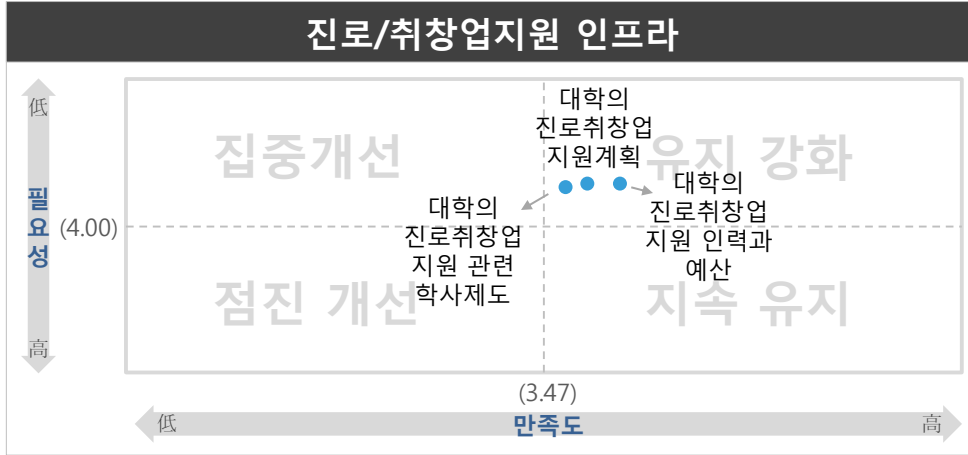 진로/취창업지원 인프라
低
필
요
성
(4.00)
高
집중개선
유지 강화
점진 개선
지속 유지
대학의
진로취창업
지원계획
대학의
진로취창업
지원 관련
학사제도
대학의
진로취창업
지원 인력과
예산
(3.47)
低
만족도
高